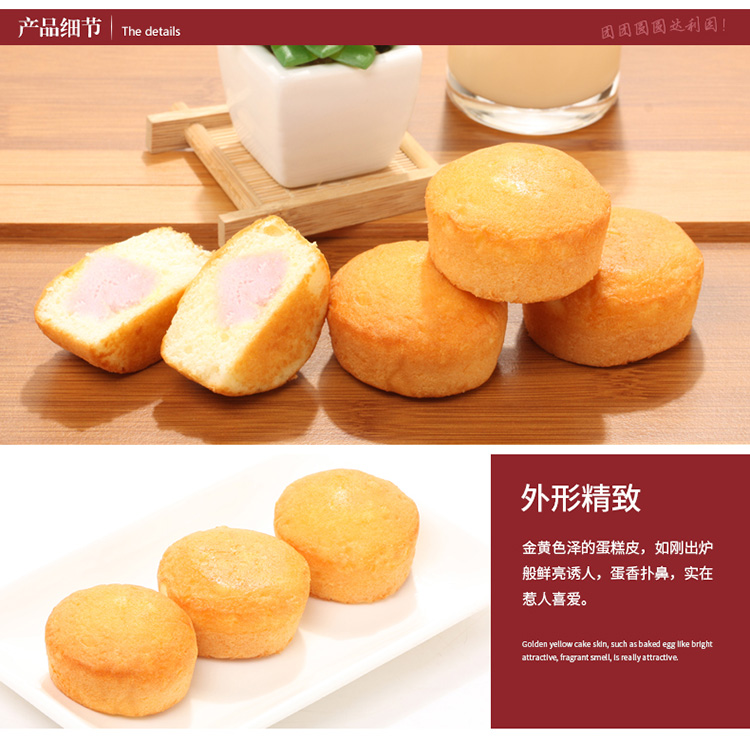 产品细节
The details
团团圆圆达利园！
外形精致
金黄色泽的蛋糕皮，如刚出炉
般鲜亮诱人，蛋香扑鼻，实在
惹人喜爱。
Golden yellow cake skin, such as baked egg like bright
attractive, fragrant smell, is really attractive.